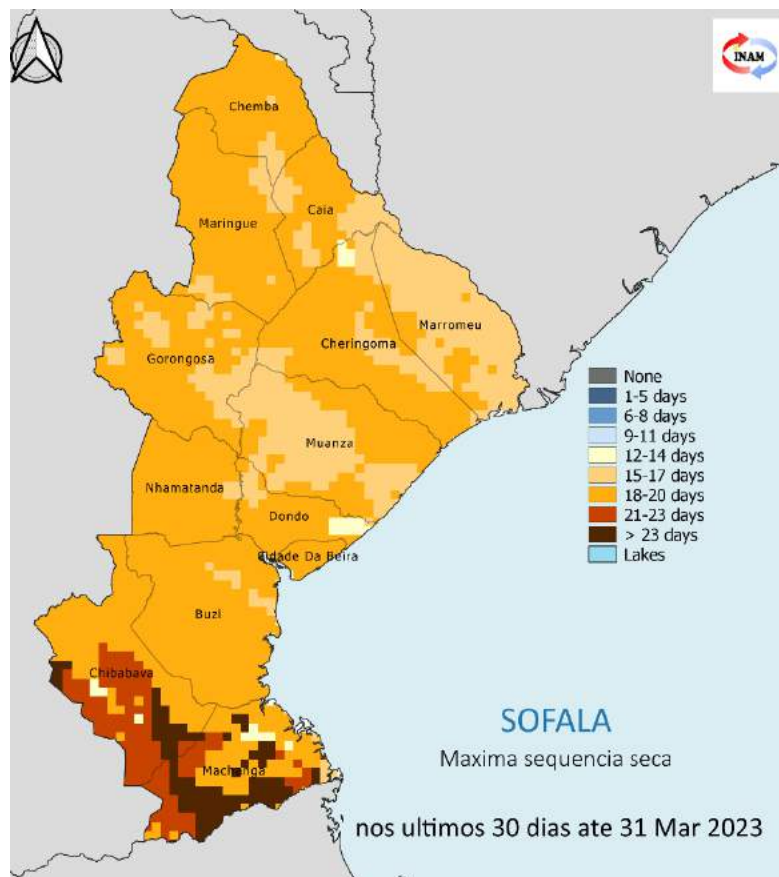 INAM
Chemba
Caia
Maringue
Marromeu
Cheringoma
Gorongosa
None
1-5 days
6-8 days
9-11 days
12-14 days
15-17 days
18-20 days
21-23 days
> 23 days
Lakes
Muanza
Nhamatanda
Dondo
Cidade Da Beira
Buzi
Chibabava
Machanga
SOFALA
Maxima sequencia seca
nos ultimos 30 dias ate 31 Mar 2023